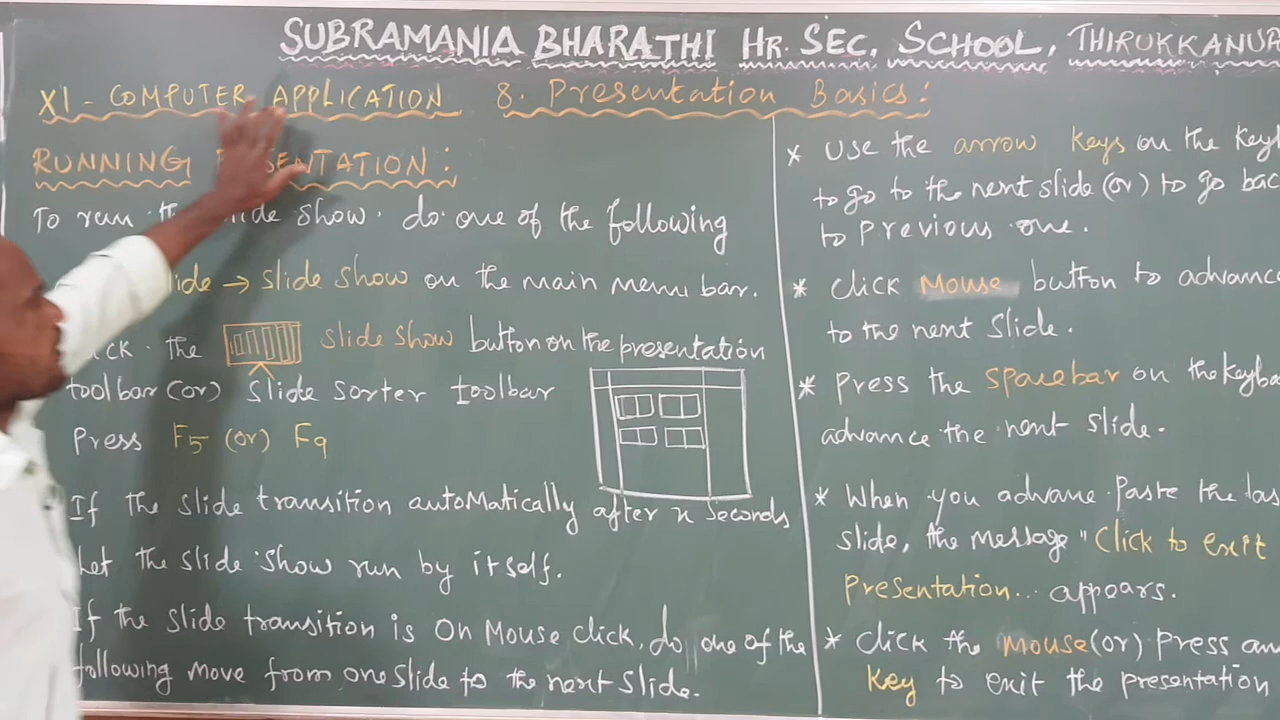 SUBRAMANIA BHARATHI HR. SEC. SCHOOL, THIRUKKANUR
XI - COMPUTER APPLICATION 8. Presentation Basics:
RUNNING PRESENTATION:
To run the slide show. do one of the following
slide → slide show on the main menu bar.
the slide show button on the presentation
toolbar (or) slide sorter toolbar
Press F5 (or) F9
If the slide transition automatically after n seconds
Let the slide show run by itself.
If the slide transition is on Mouse click, do one of the
following move from one slide to the next slide.
* Use the arrow keys on the
to go to the next slide (or) to go
to previous one.
* Click Mouse button to advance
to the next slide.
* Press the spacebar on the
advance the next slide.
* When you advane Paste the
slide, the message "Click to exit
Presentation... appears.
* Click the mouse (or) press
key to exit the presentation